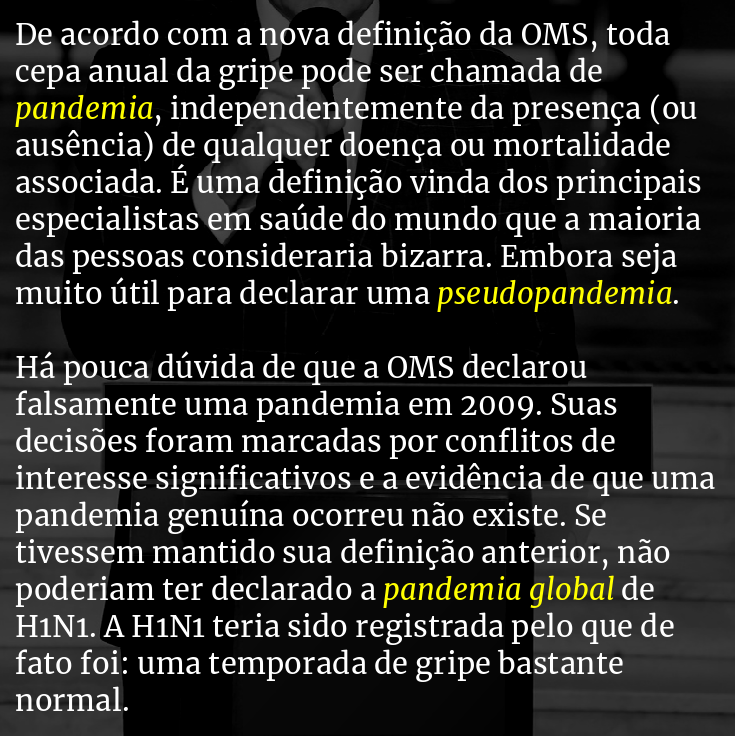 De acordo com a nova definição da OMS, toda
cepa anual da gripe pode ser chamada de
pandemia, independentemente da presença (ou
ausência) de qualquer doença ou mortalidade
associada. É uma definição vinda dos principais
especialistas em saúde do mundo que a maioria
das pessoas consideraria bizarra. Embora seja
muito útil para declarar uma pseudopandemia.
Há pouca dúvida de que a OMS declarou
falsamente uma pandemia em 2009. Suas
decisões foram marcadas por conflitos de
interesse significativos e a evidência de que uma
pandemia genuína ocorreu não existe. Se
tivessem mantido sua definição anterior, não
poderiam ter declarado a pandemia global de
H1N1. A H1N1 teria sido registrada pelo que de
fato foi: uma temporada de gripe bastante
normal.